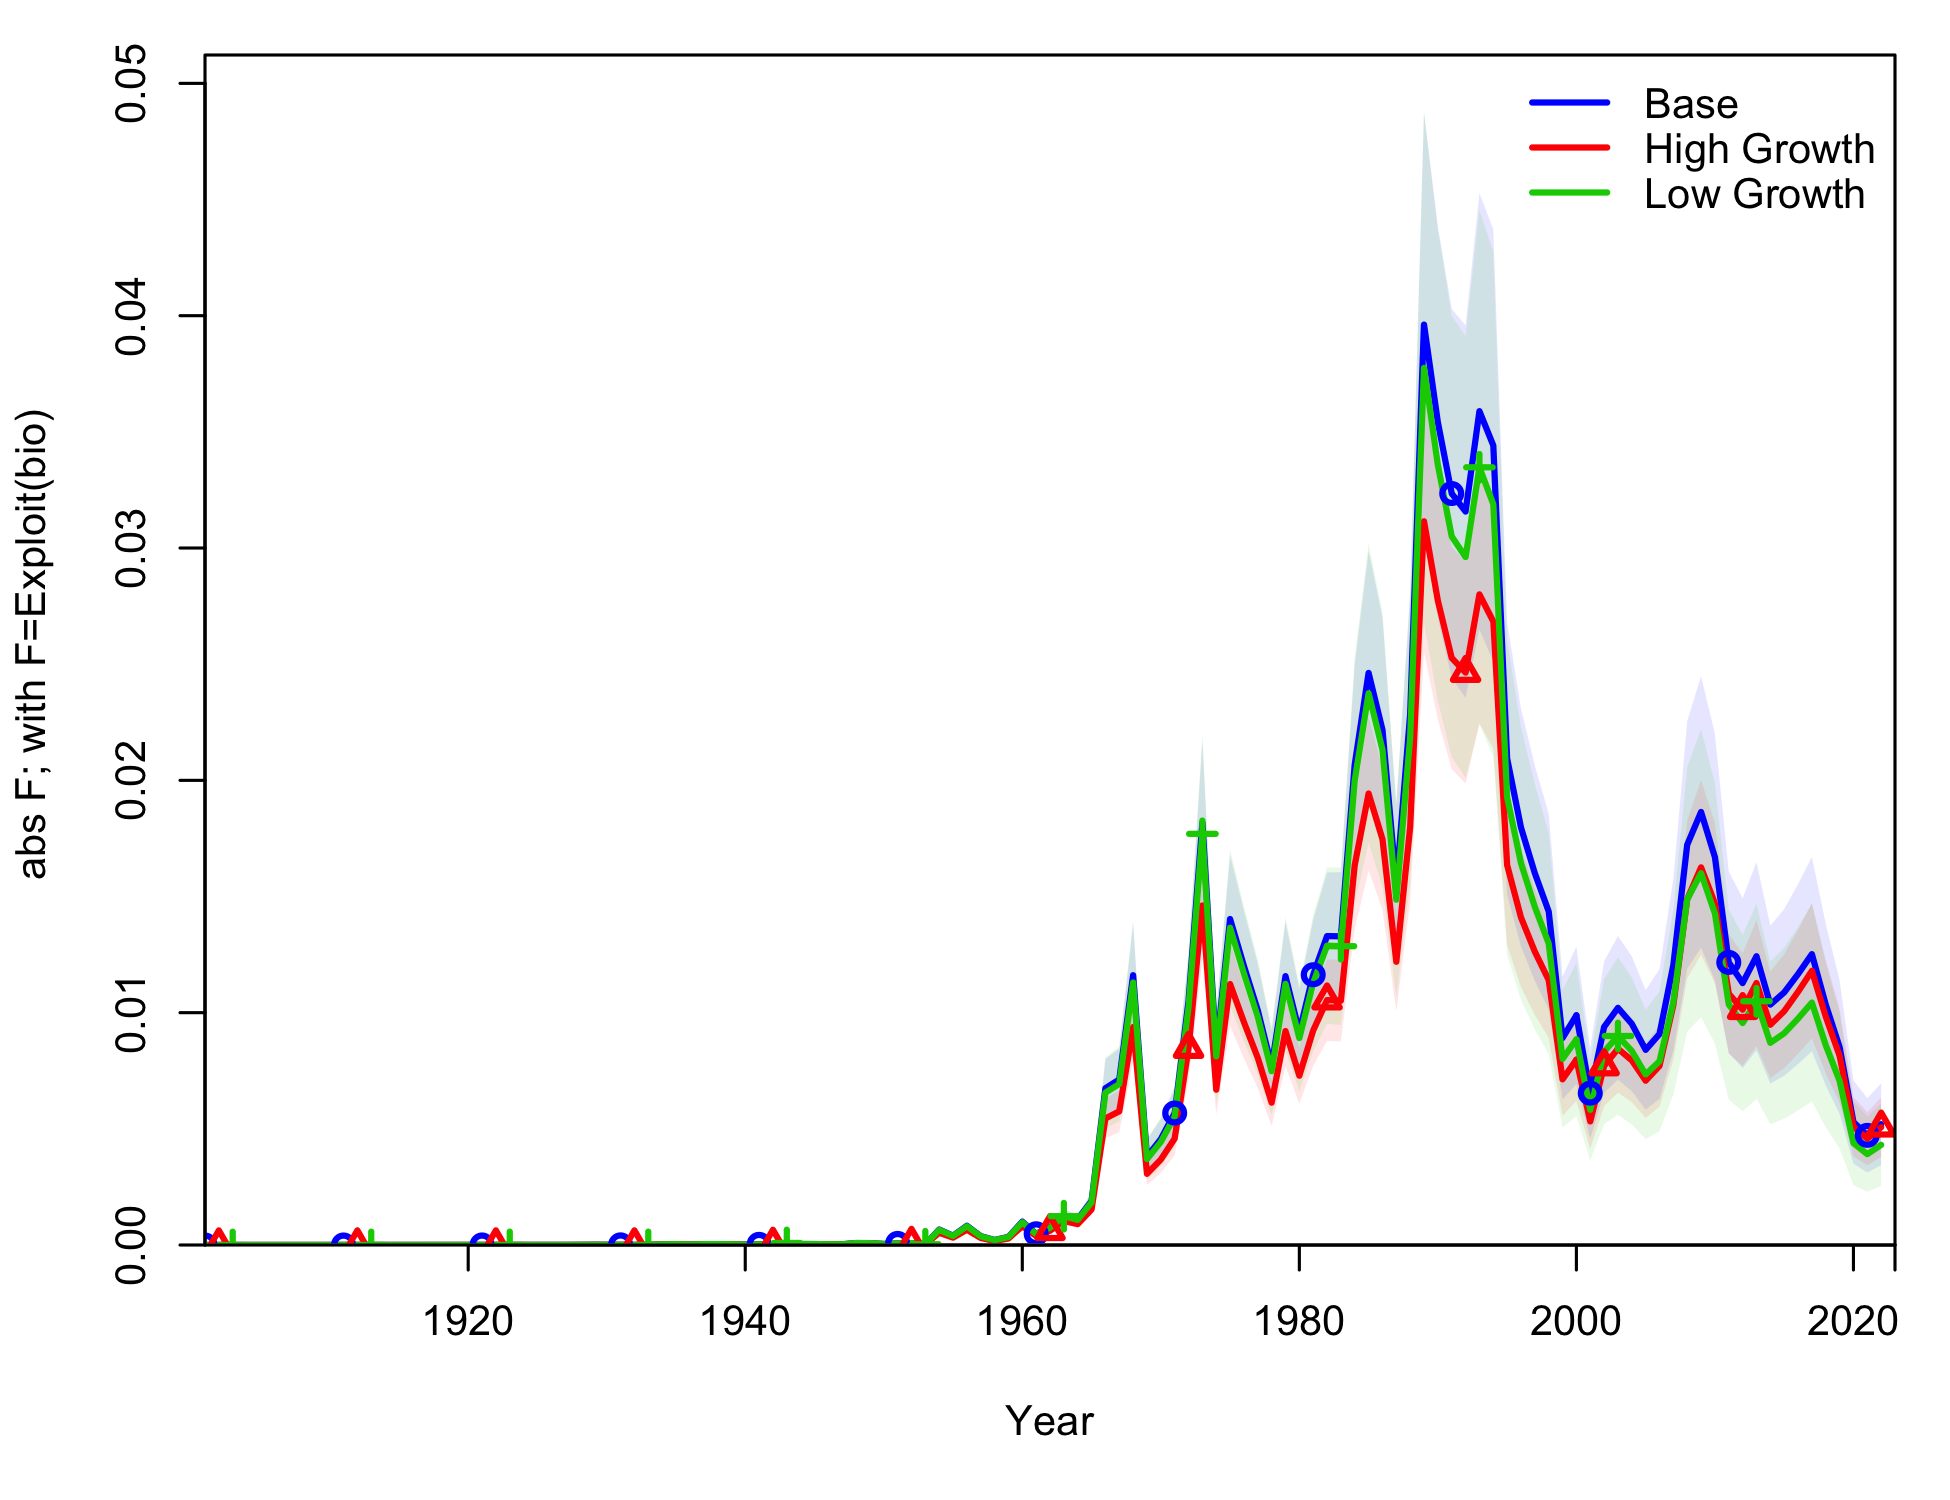 abs F; with F=Exploit(bio)
0.05
0.04
0.03
0.02
0.01
0.00
Base
High Growth
Low Growth
1920 1940 1960 1980 2000 2020
Year